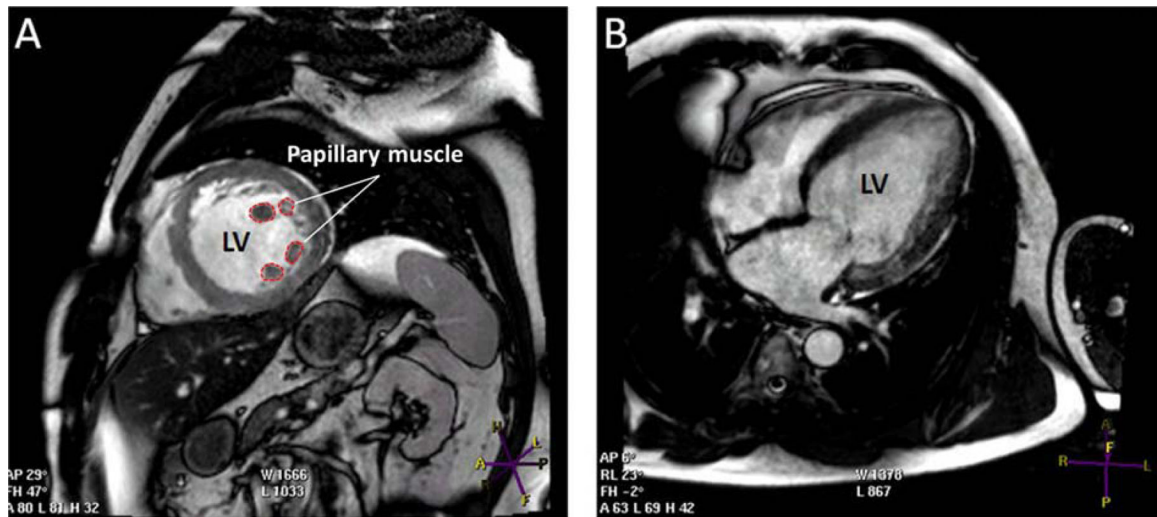 A
Papillary muscle
LV
H
L
A
P
F
AP 29°
FH 47°
A 80 L 81 H 32
W 1666
L 1033
B
LV
AP 6°
RL 23°
FH -2°
A 63 L 69 H 42
W 1378
L 867
A
F
R
L
P